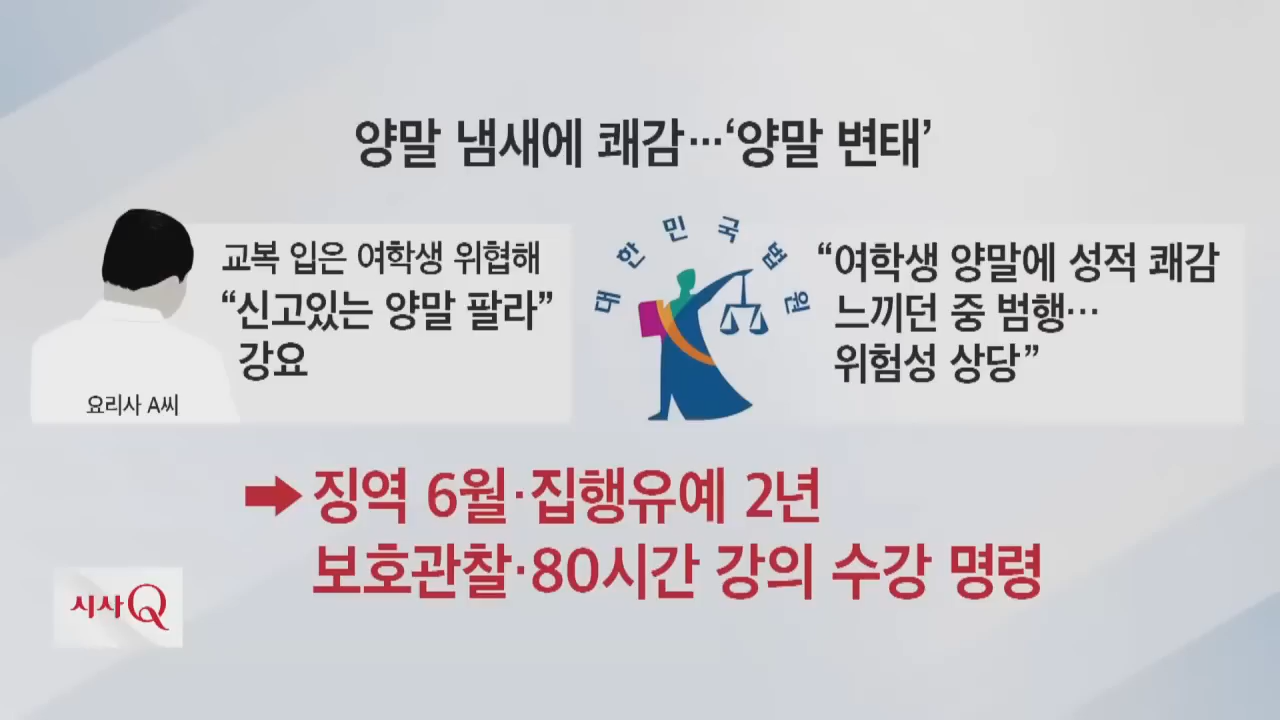 양말 냄새에 쾌감…‘양말 변태’
교복 입은 여학생 위협해
“신고있는 양말 팔라”
강요
요리사 A씨
대한민국법원
“여학생 양말에 성적 쾌감
느끼던 중 범행…
위험성 상당”
➡ 징역 6월·집행유예 2년
보호관찰·80시간 강의 수강 명령
시사Q